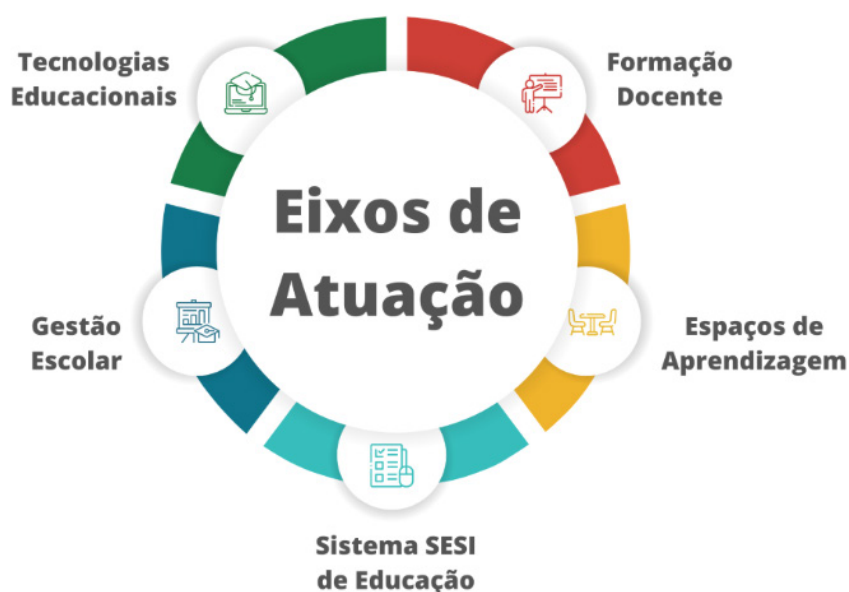 Tecnologias
Educacionais
Formação
Docente
Eixos de
Atuação
Gestão
Escolar
Espaços de
Aprendizagem
Sistema SESI
de Educação